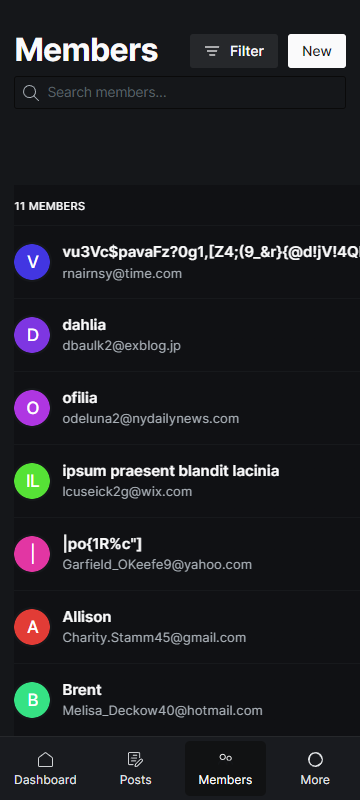 Members
Filter
New
Search members...
11 MEMBERS
V
vu3Vc$pavaFz?0g1,[Z4;(9_&r}{@d!jV!4Q
rnairnsy@time.com
D
dahlia
dbaulk2@exblog.jp
O
ofilia
odeluna2@nydailynews.com
IL
ipsum praesent blandit lacinia
lcuseick2g@wix.com
|
|po{1R%c"]
Garfield_OKeefe9@yahoo.com
A
Allison
Charity.Stamm45@gmail.com
B
Brent
Melisa_Deckow40@hotmail.com
Dashboard
Posts
Members
More